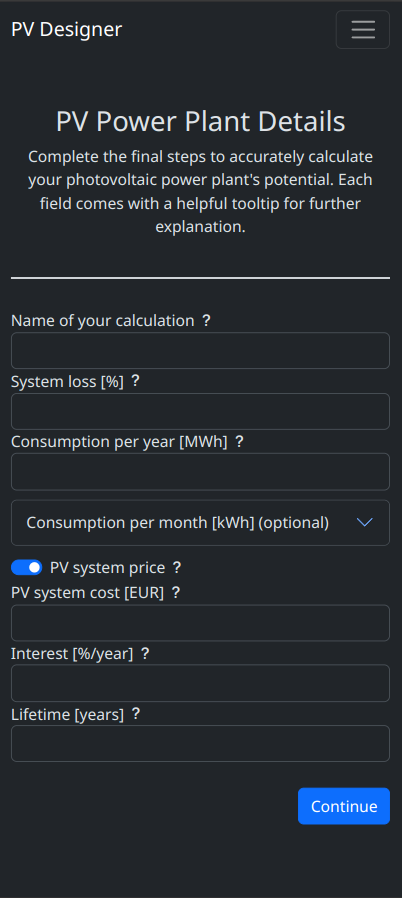 PV Designer
PV Power Plant Details
Complete the final steps to accurately calculate
your photovoltaic power plant's potential. Each
field comes with a helpful tooltip for further
explanation.
Name of your calculation ?
System loss [%] ?
Consumption per year [MWh] ?
Consumption per month [kWh] (optional)
PV system price ?
PV system cost [EUR] ?
Interest [%/year] ?
Lifetime [years] ?
Continue